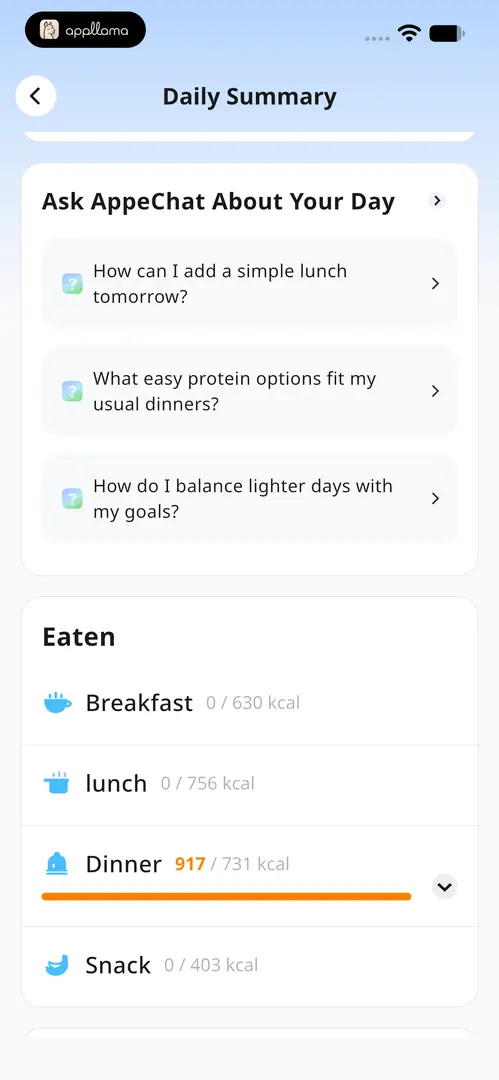 appllama
Daily Summary
Ask AppeChat About Your Day
How can I add a simple lunch
tomorrow?
What easy protein options fit my
usual dinners?
How do I balance lighter days with
my goals?
Eaten
Breakfast 0 / 630 kcal
lunch 0 / 756 kcal
Dinner 917 / 731 kcal
Snack 0 / 403 kcal